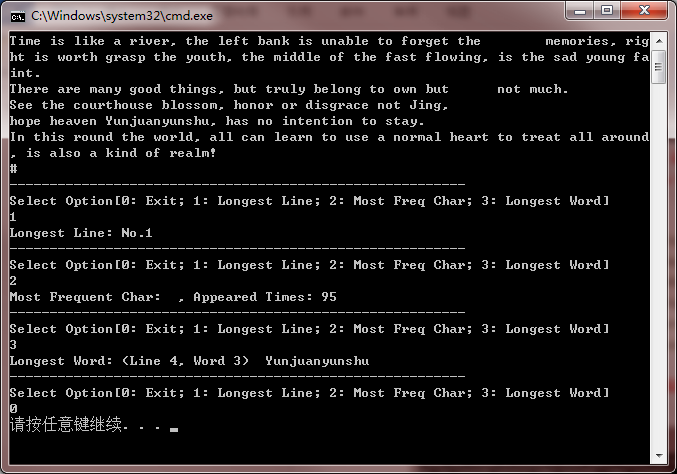 C:\Windows\system32\cmd.exe
Time is like a river, the left bank is unable to forget the        memories, rig
ht is worth grasp the youth, the middle of the fast flowing, is the sad young fa
int.
There are many good things, but truly belong to own but      not much.
See the courthouse blossom, honor or disgrace not Jing,
hope heaven Yunjuanyunshu, has no intention to stay.
In this round the world, all can learn to use a normal heart to treat all around
, is also a kind of realm!
#
---------------------------------------------------------
Select Option[0: Exit; 1: Longest Line; 2: Most Freq Char; 3: Longest Word]
1
Longest Line: No.1
---------------------------------------------------------
Select Option[0: Exit; 1: Longest Line; 2: Most Freq Char; 3: Longest Word]
2
Most Frequent Char:  , Appeared Times: 95
---------------------------------------------------------
Select Option[0: Exit; 1: Longest Line; 2: Most Freq Char; 3: Longest Word]
3
Longest Word: (Line 4, Word 3)  Yunjuanyunshu
---------------------------------------------------------
Select Option[0: Exit; 1: Longest Line; 2: Most Freq Char; 3: Longest Word]
0
请按任意键继续. . .